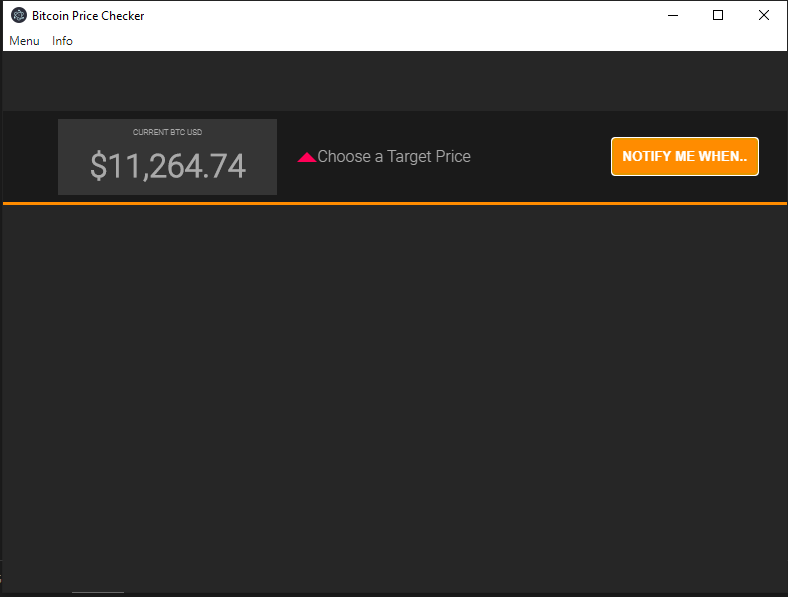 Bitcoin Price Checker
Menu Info
CURRENT BTC USD
$11,264.74
Choose a Target Price
NOTIFY ME WHEN..